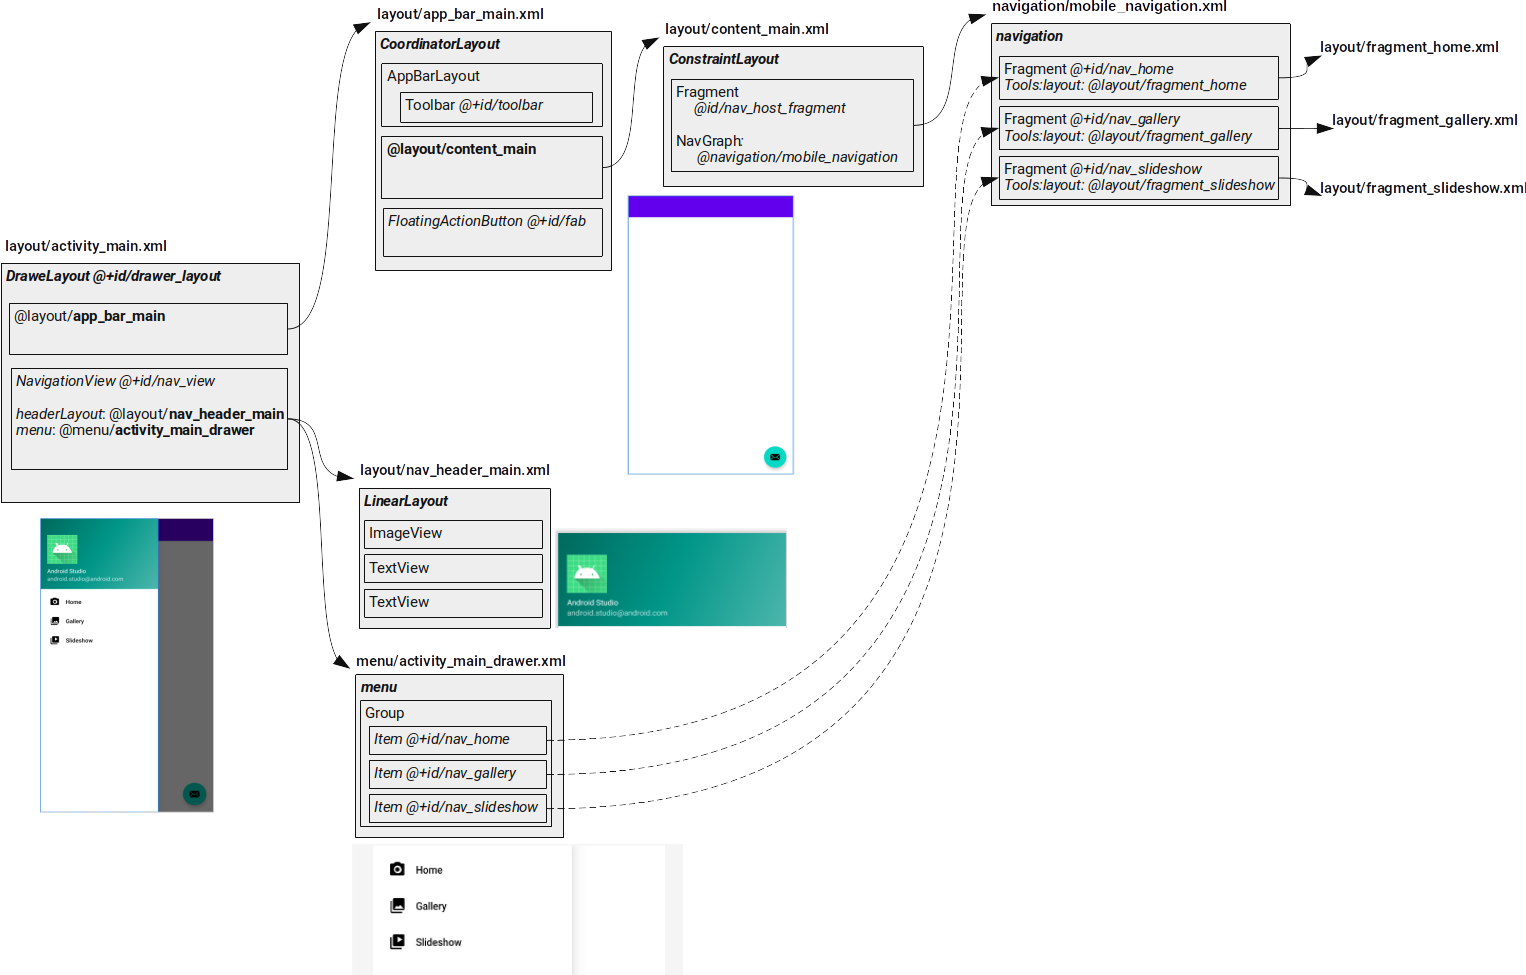 layout/app_bar_main.xml
CoordinatorLayout
AppBarLayout
Toolbar @+id/toolbar
@layout/content_main
FloatingActionButton @+id/fab
layout/content_main.xml
ConstraintLayout
Fragment
@id/nav_host_fragment
NavGraph:
@navigation/mobile_navigation
navigation/mobile_navigation.xml
navigation
Fragment @+id/nav_home
Tools:layout: @layout/fragment_home
Fragment @+id/nav_gallery
Tools:layout: @layout/fragment_gallery
Fragment @+id/nav_slideshow
Tools:layout: @layout/fragment_slideshow
layout/fragment_home.xml
layout/fragment_gallery.xml
layout/fragment_slideshow.xml
layout/activity_main.xml
DraweLayout @+id/drawer_layout
@layout/app_bar_main
NavigationView @+id/nav_view
headerLayout: @layout/nav_header_main
menu: @menu/activity_main_drawer
Android Studio
android.studio@android.com
Home
Gallery
Slideshow
layout/nav_header_main.xml
LinearLayout
ImageView
TextView
TextView
Android Studio
android.studio@android.com
menu/activity_main_drawer.xml
menu
Group
Item @+id/nav_home
Item @+id/nav_gallery
Item @+id/nav_slideshow
Home
Gallery
Slideshow